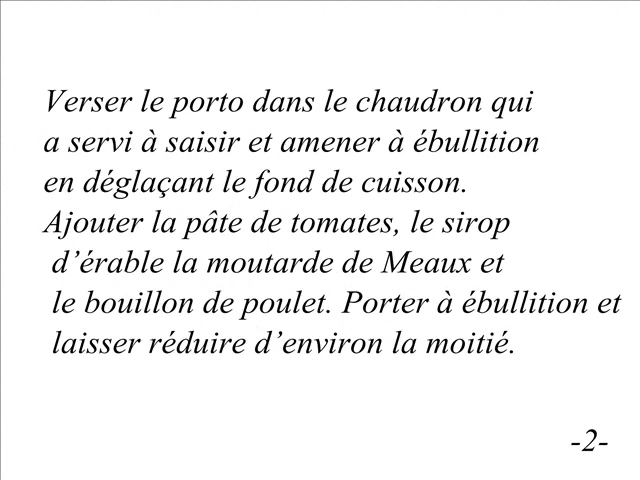 Verser le porto dans le chaudron qui
a servi à saisir et amener à ébullition
en déglaçant le fond de cuisson.
Ajouter la pâte de tomates, le sirop
d’érable la moutarde de Meaux et
le bouillon de poulet. Porter à ébullition et
laisser réduire d’environ la moitié.
-2-